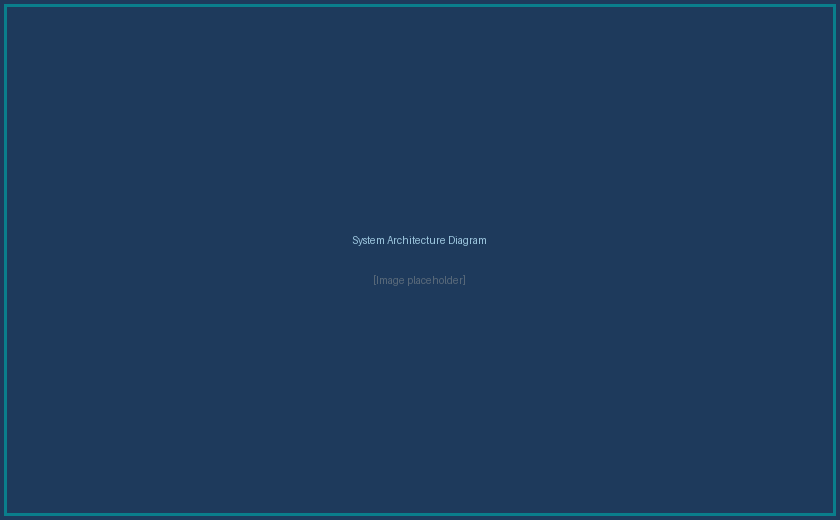 System Architecture Diagram
[Image placeholder]